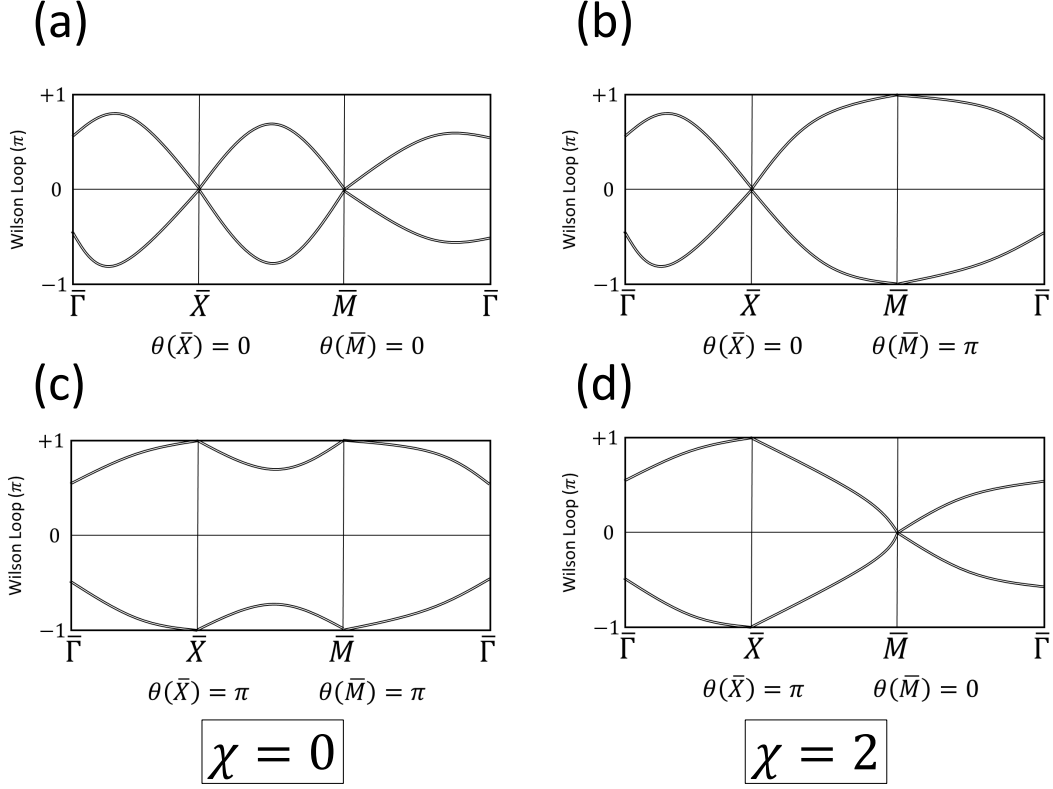 (a)
(b)
+1
0
−1
Wilson Loop (π)
Γ̅ X̅ M̅ Γ̅
θ(X̅) = 0 θ(M̅) = 0
+1
0
−1
Wilson Loop (π)
Γ̅ X̅ M̅ Γ̅
θ(X̅) = 0 θ(M̅) = π
(c)
(d)
+1
0
−1
Wilson Loop (π)
Γ̅ X̅ M̅ Γ̅
θ(X̅) = π θ(M̅) = π
+1
0
−1
Wilson Loop (π)
Γ̅ X̅ M̅ Γ̅
θ(X̅) = π θ(M̅) = 0
χ = 0
χ = 2